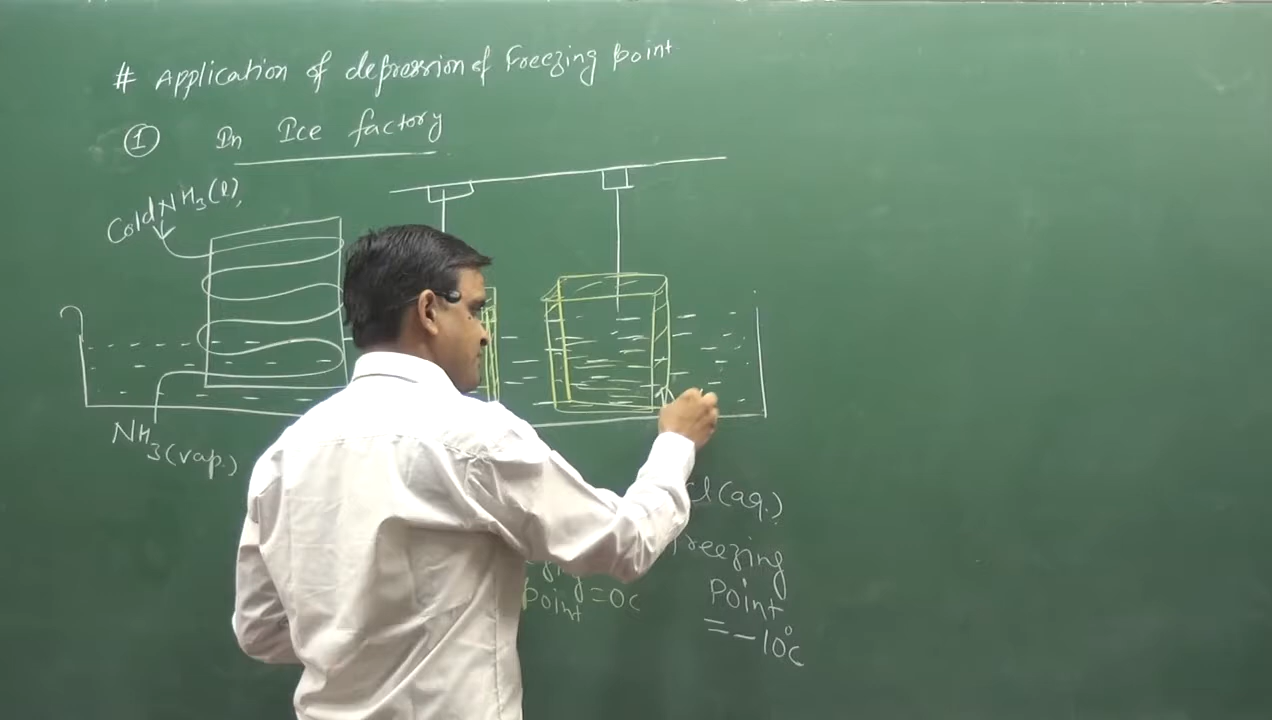 # Application of depression of Freezing point
① In Ice factory
Cold NH3(l),
NH3(vap.)
Cl(aq.)
Freezing
Point
= -10°C
Point = 0C